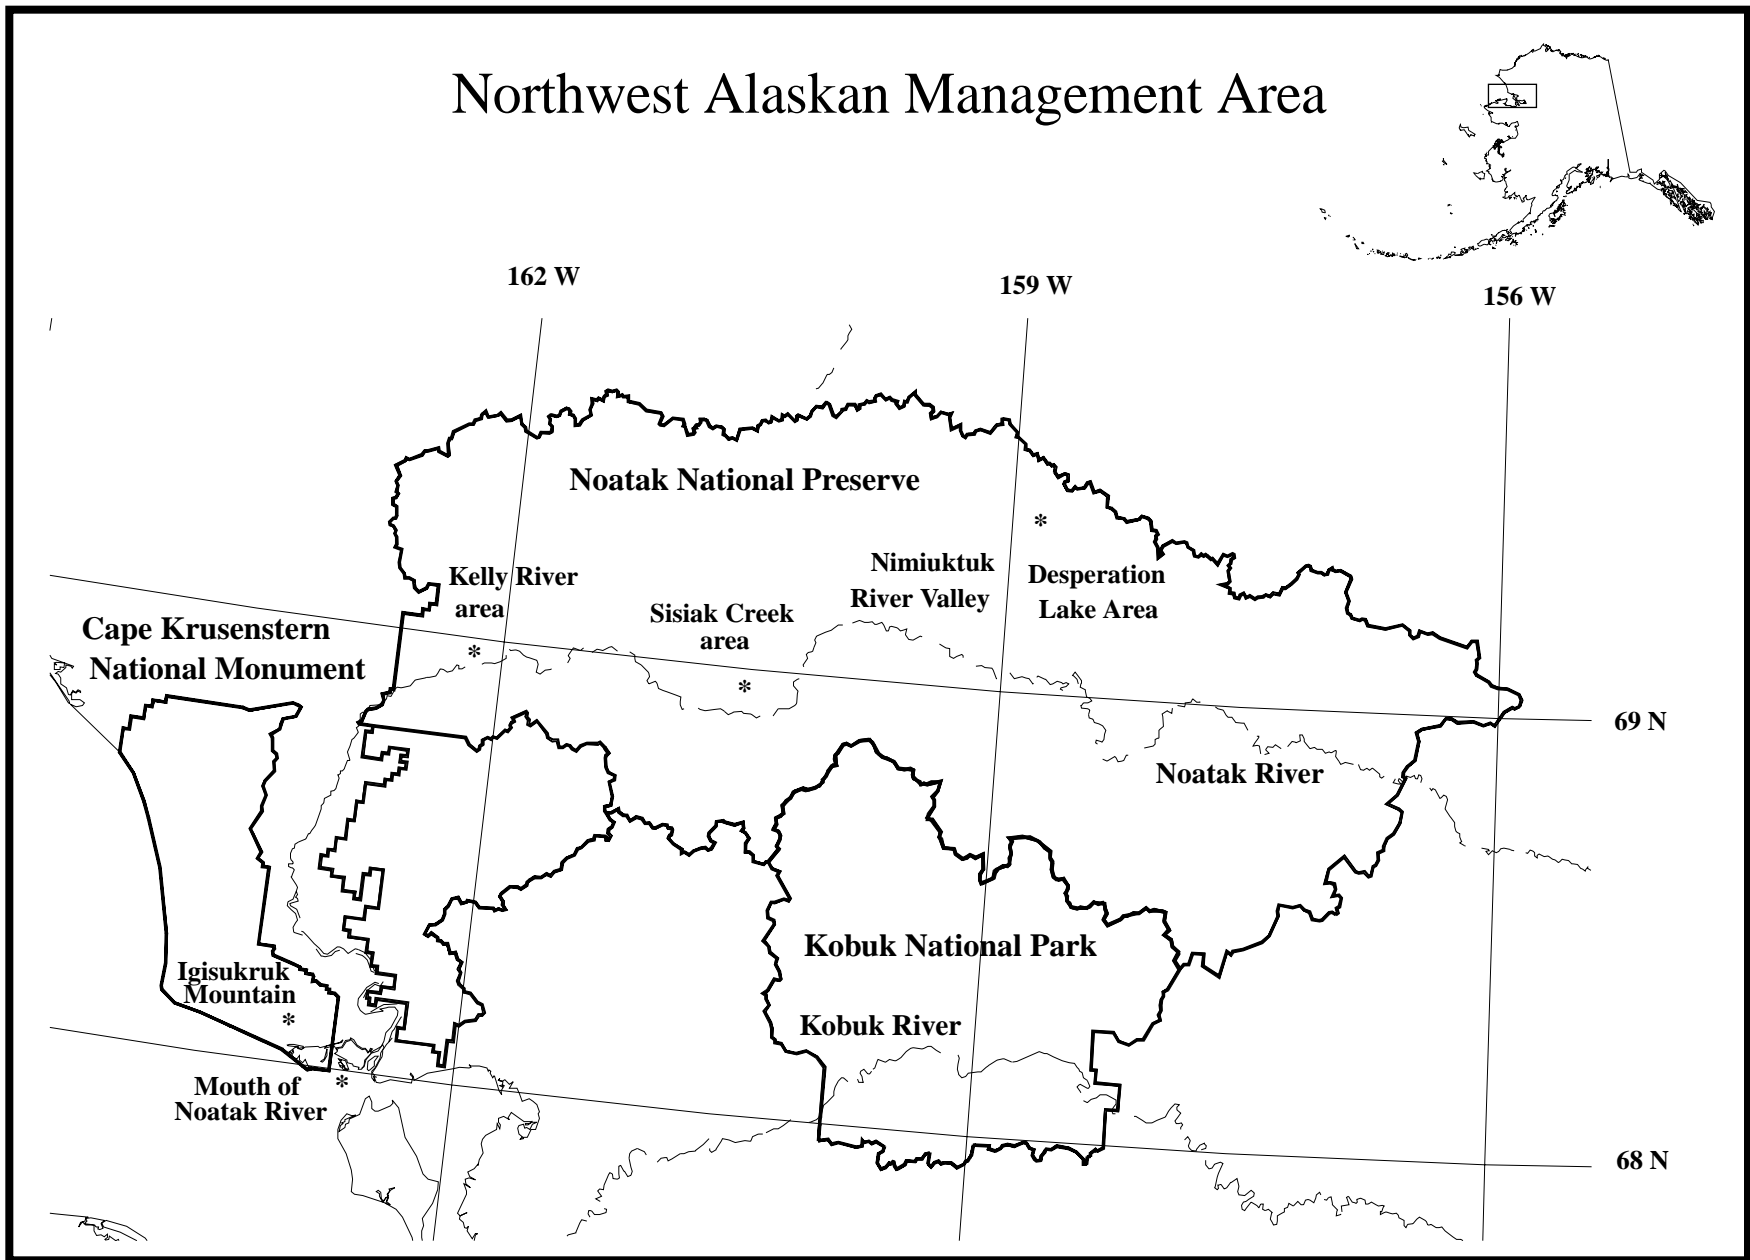 Northwest Alaskan Management Area
162 W
159 W
156 W
Noatak National Preserve
*
Nimiuktuk
River Valley
Desperation
Lake Area
Kelly River
area
*
Sisiak Creek
area
*
Cape Krusenstern
National Monument
69 N
Noatak River
Kobuk National Park
Igisukruk
Mountain
*
Kobuk River
Mouth of
Noatak River
*
68 N